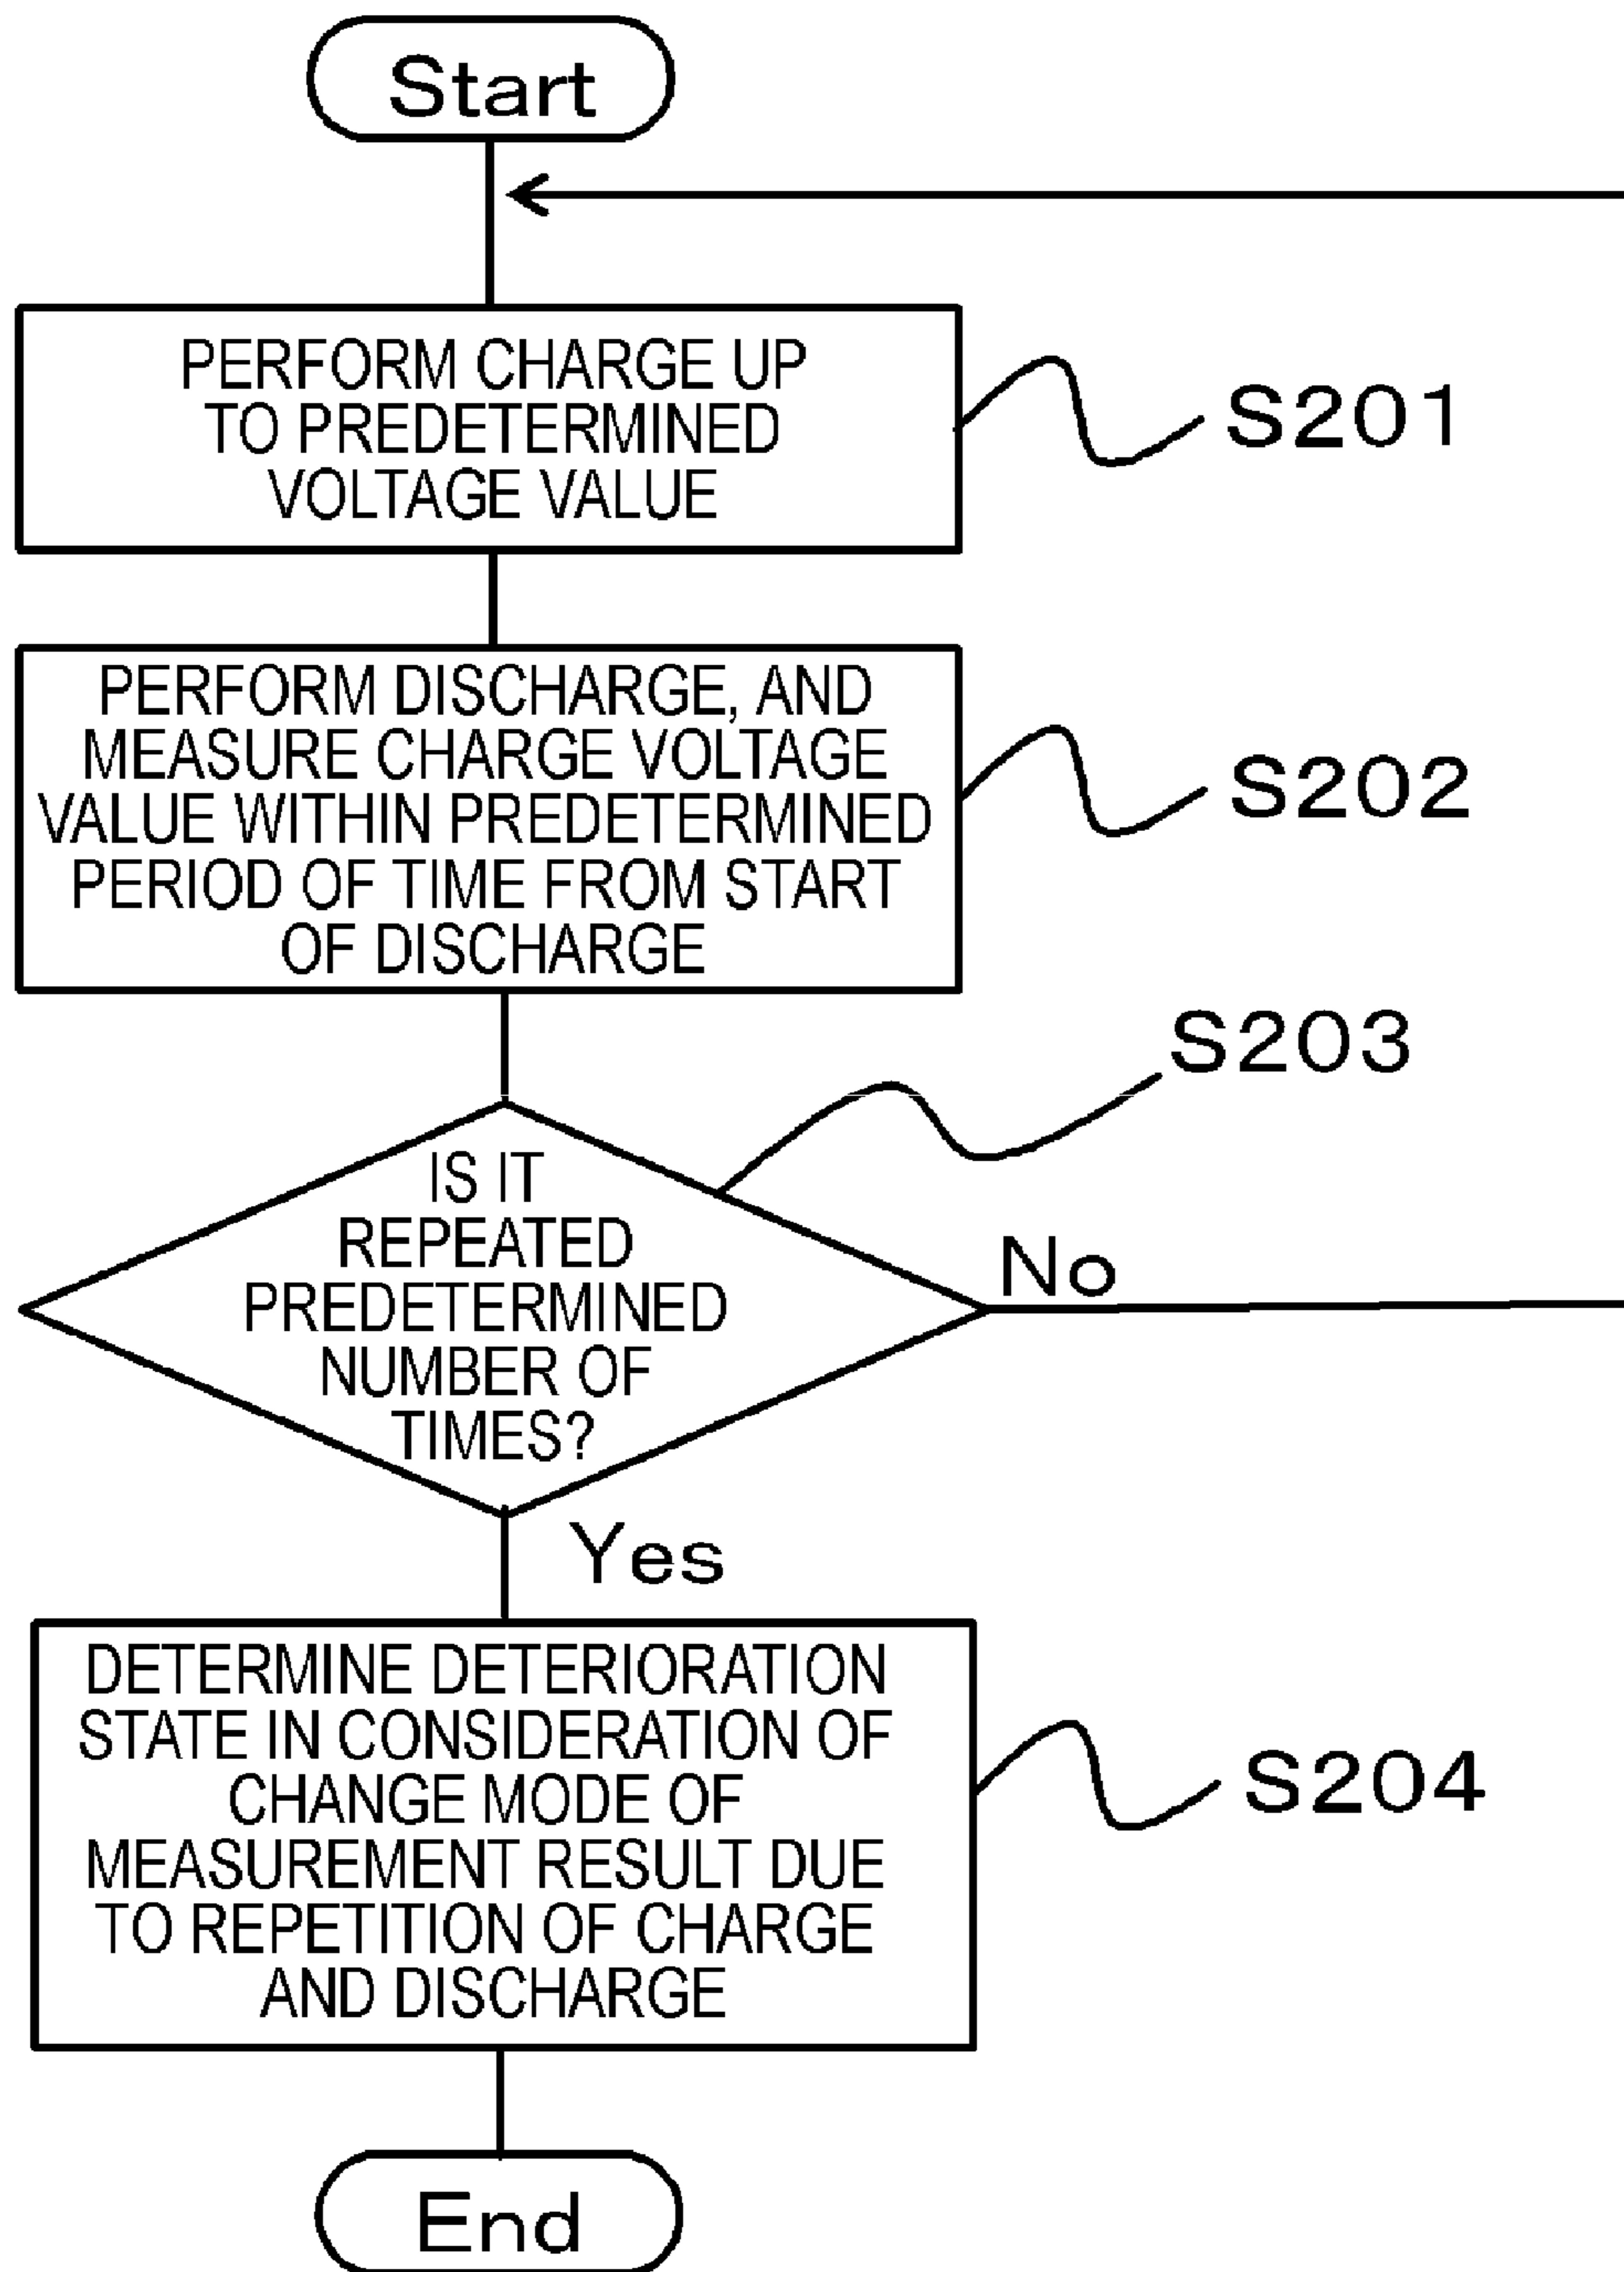 Start
PERFORM CHARGE UP
TO PREDETERMINED
VOLTAGE VALUE
S201
PERFORM DISCHARGE, AND
MEASURE CHARGE VOLTAGE
VALUE WITHIN PREDETERMINED
PERIOD OF TIME FROM START
OF DISCHARGE
S202
S203
IS IT
REPEATED
PREDETERMINED
NUMBER OF
TIMES?
No
Yes
DETERMINE DETERIORATION
STATE IN CONSIDERATION OF
CHANGE MODE OF
MEASUREMENT RESULT DUE
TO REPETITION OF CHARGE
AND DISCHARGE
S204
End